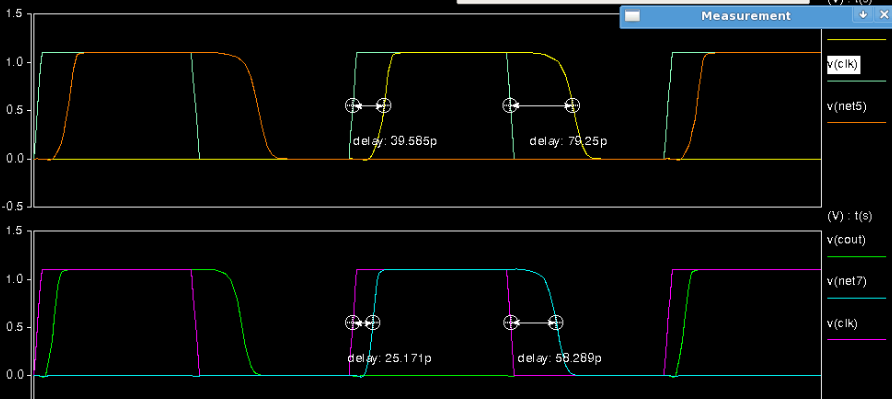 (V) : t(s)
Measurement
1.5
1.0
v(clk)
0.5
v(net5)
delay: 39.585p
delay: 79.25p
0.0
-0.5
(V) : t(s)
1.5
v(cout)
1.0
v(net7)
0.5
v(clk)
delay: 25.171p
delay: 58.289p
0.0